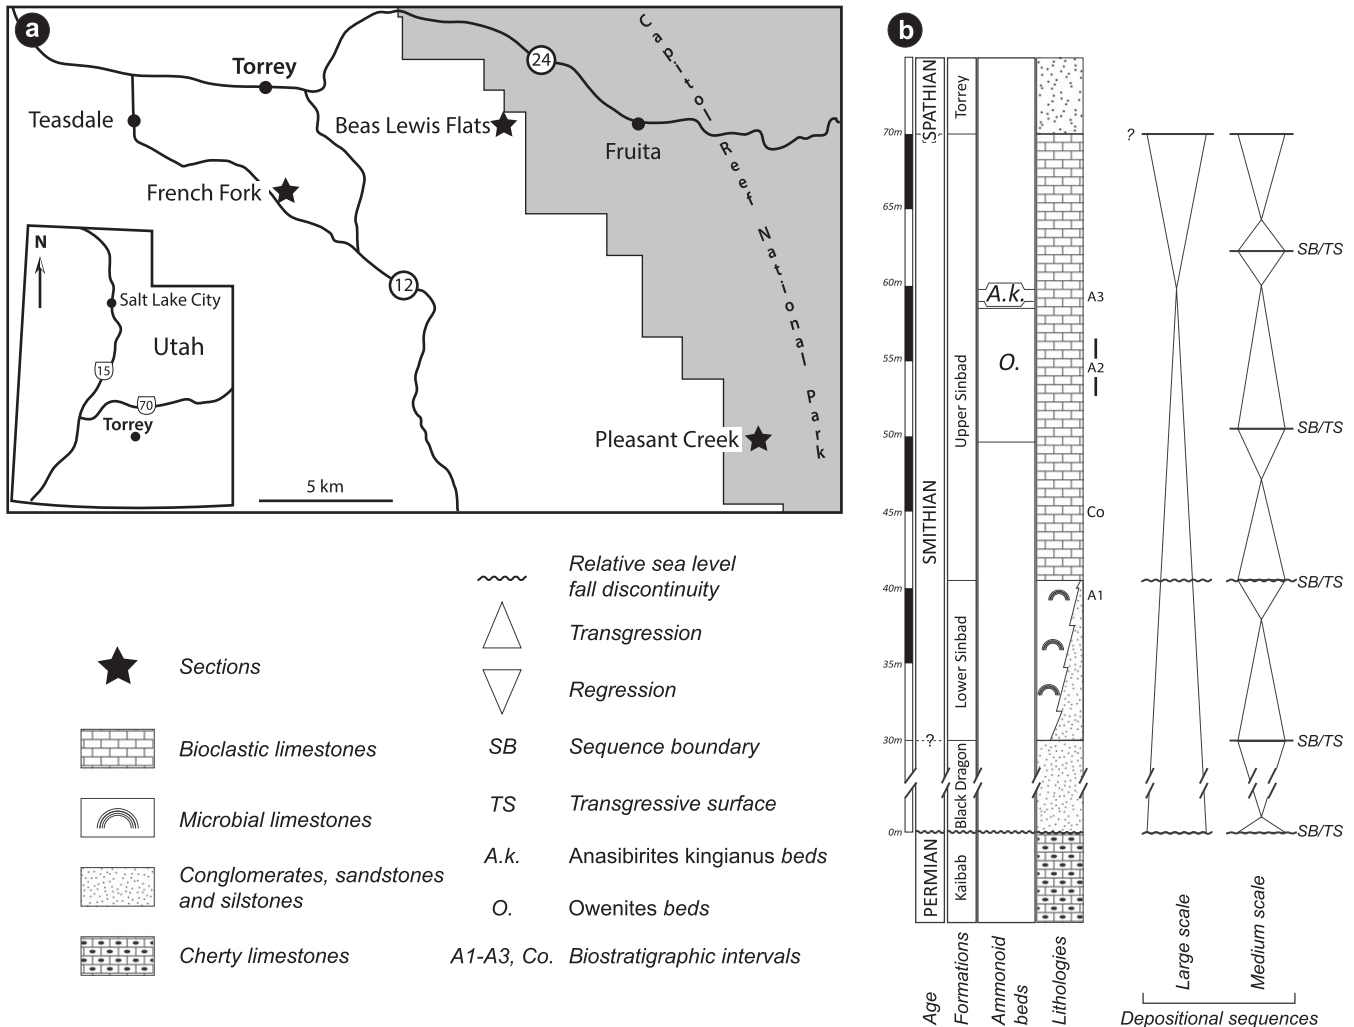 a
24
Torrey
Teasdale
Beas Lewis Flats
Fruita
French Fork
Capitol Reef National Park
12
N
Salt Lake City
Utah
15
70
Torrey
5 km
Pleasant Creek
Sections
Bioclastic limestones
Microbial limestones
Conglomerates, sandstones
and silstones
Cherty limestones
Relative sea level
fall discontinuity
Transgression
Regression
SB Sequence boundary
TS Transgressive surface
A.k. Anasibirites kingianus beds
O. Owenites beds
A1-A3, Co. Biostratigraphic intervals
b
SPATHIAN
?
SMITHIAN
?
PERMIAN
Torrey
Upper Sinbad
Lower Sinbad
Black Dragon
Kaibab
70m
65m
60m
55m
50m
45m
40m
35m
30m
0m
A.k.
O.
A3
A2
Co
A1
?
SB/TS
SB/TS
SB/TS
SB/TS
SB/TS
Age
Formations
Ammonoid
beds
Lithologies
Large scale
Medium scale
Depositional sequences